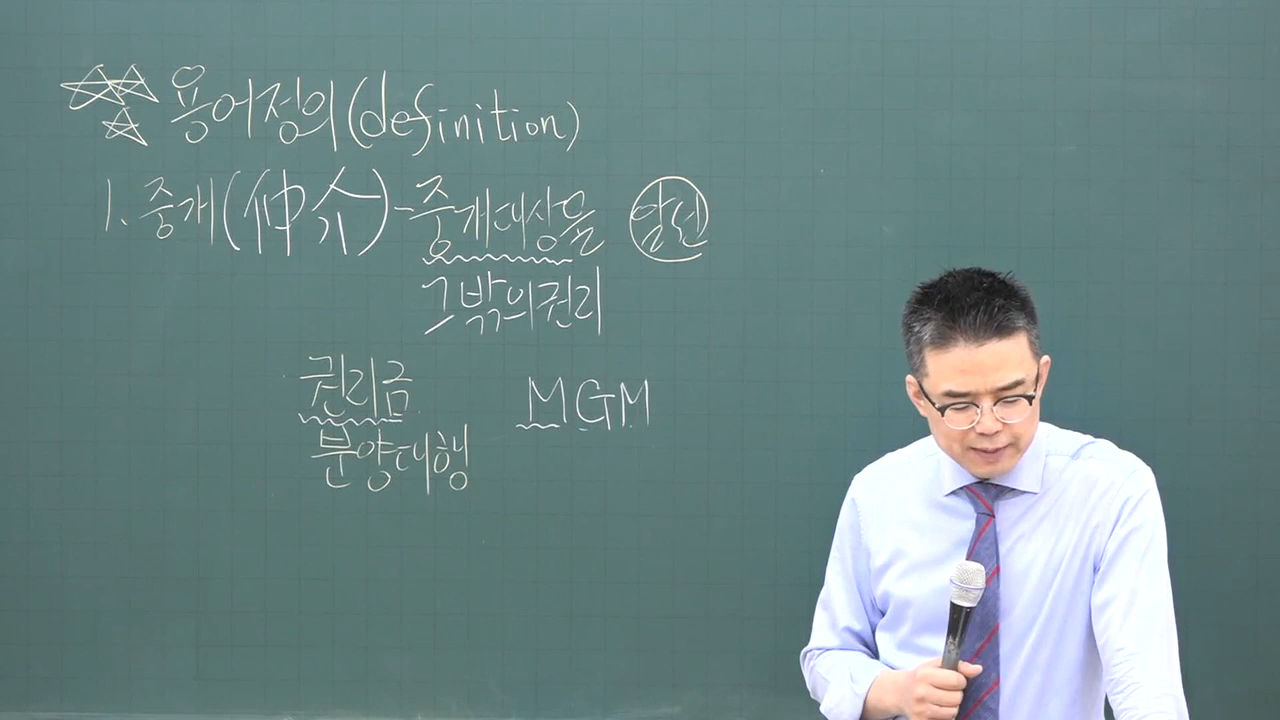 용어정의(definition)
1. 중개(仲介)-중개대상물 알선
그밖의권리
권리금 MGM
분양대행